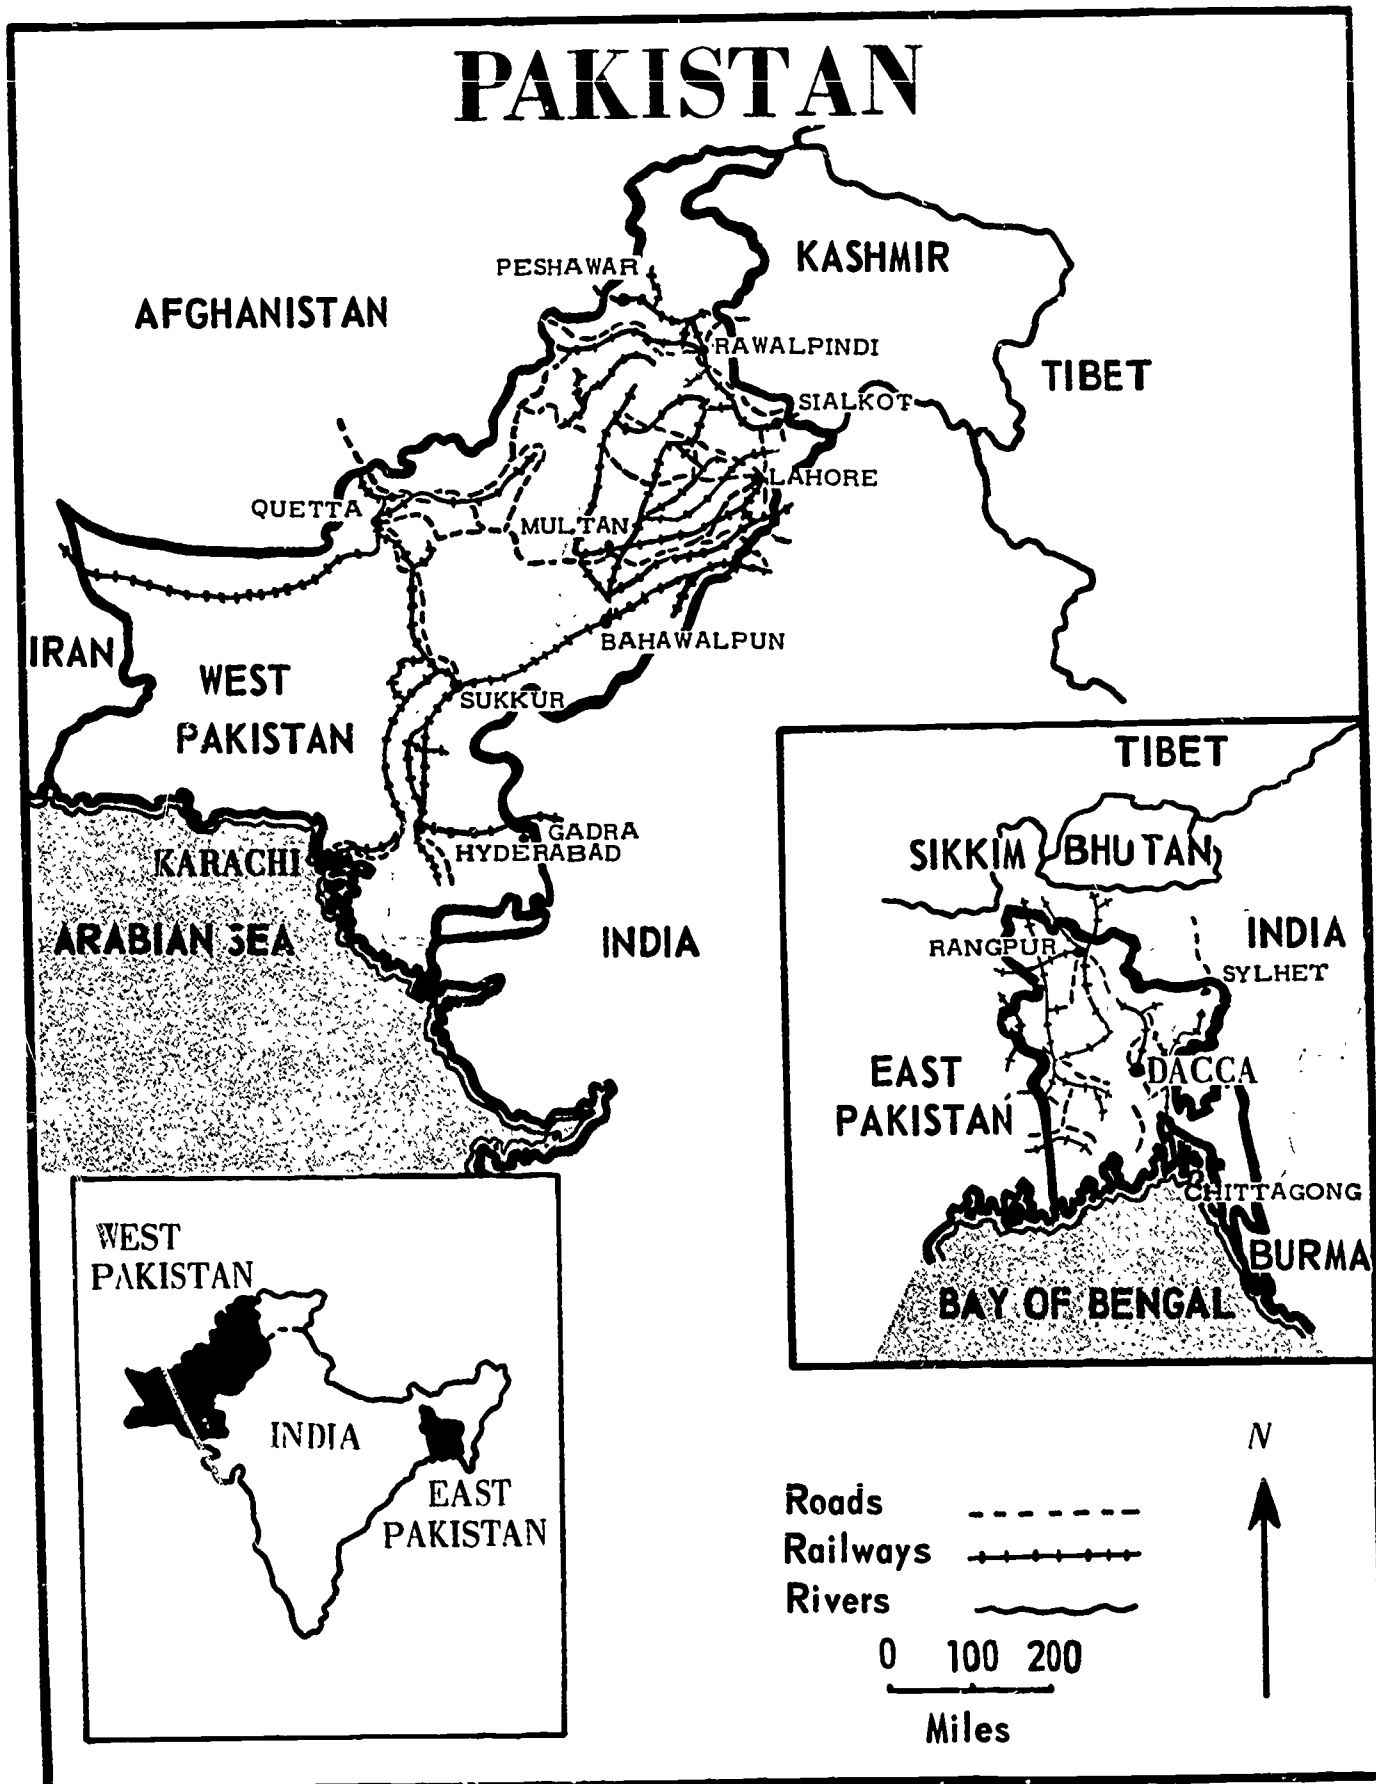 PAKISTAN
KASHMIR
PESHAWAR
AFGHANISTAN
RAWALPINDI
TIBET
SIALKOT
LAHORE
QUETTA
MULTAN
BAHAWALPUN
IRAN
WEST
PAKISTAN
SUKKUR
GADRA
HYDERABAD
KARACHI
ARABIAN SEA
INDIA
TIBET
SIKKIM
BHUTAN
RANGPUR
INDIA
SYLHET
EAST
PAKISTAN
DACCA
CHITTAGONG
BURMA
BAY OF BENGAL
WEST
PAKISTAN
INDIA
EAST
PAKISTAN
N
Roads
Railways
Rivers
0 100 200
Miles